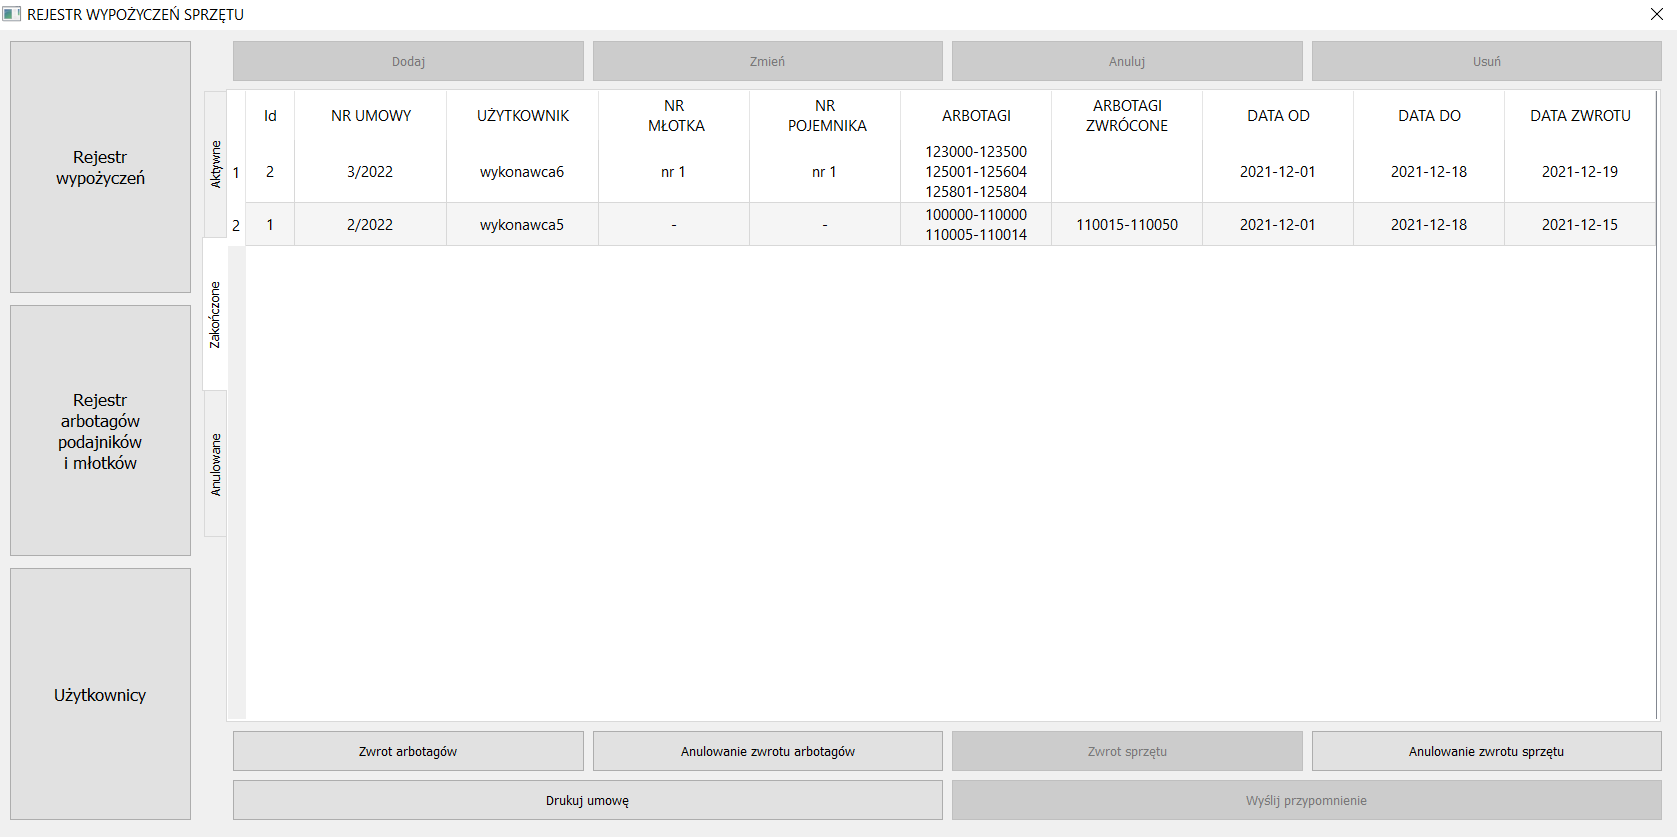 REJESTR WYPOŻYCZEŃ SPRZĘTU
Rejestr
wypożyczeń
Rejestr
arbotagów
podajników
i młotków
Użytkownicy
Dodaj Zmień Anuluj Usuń
Aktywne
Zakończone
Anulowane
Id NR UMOWY UŻYTKOWNIK NR MŁOTKA NR POJEMNIKA ARBOTAGI ARBOTAGI ZWRÓCONE DATA OD DATA DO DATA ZWROTU
1 2 3/2022 wykonawca6 nr 1 nr 1 123000-123500 2021-12-01 2021-12-18 2021-12-19
125001-125604
125801-125804
2 1 2/2022 wykonawca5 - - 100000-110000 110015-110050 2021-12-01 2021-12-18 2021-12-15
110005-110014
Zwrot arbotagów Anulowanie zwrotu arbotagów Zwrot sprzętu Anulowanie zwrotu sprzętu
Drukuj umowę Wyślij przypomnienie